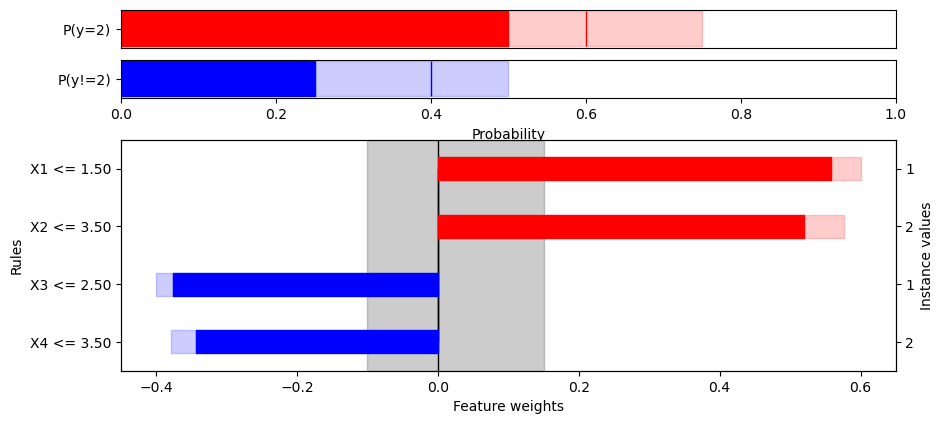 P(y=2)
P(y!=2)
0.0 0.2 0.4 0.6 0.8 1.0
Probability
X1 <= 1.50 1
X2 <= 3.50 2
X3 <= 2.50 1
X4 <= 3.50 2
Rules
Instance values
−0.4 −0.2 0.0 0.2 0.4 0.6
Feature weights